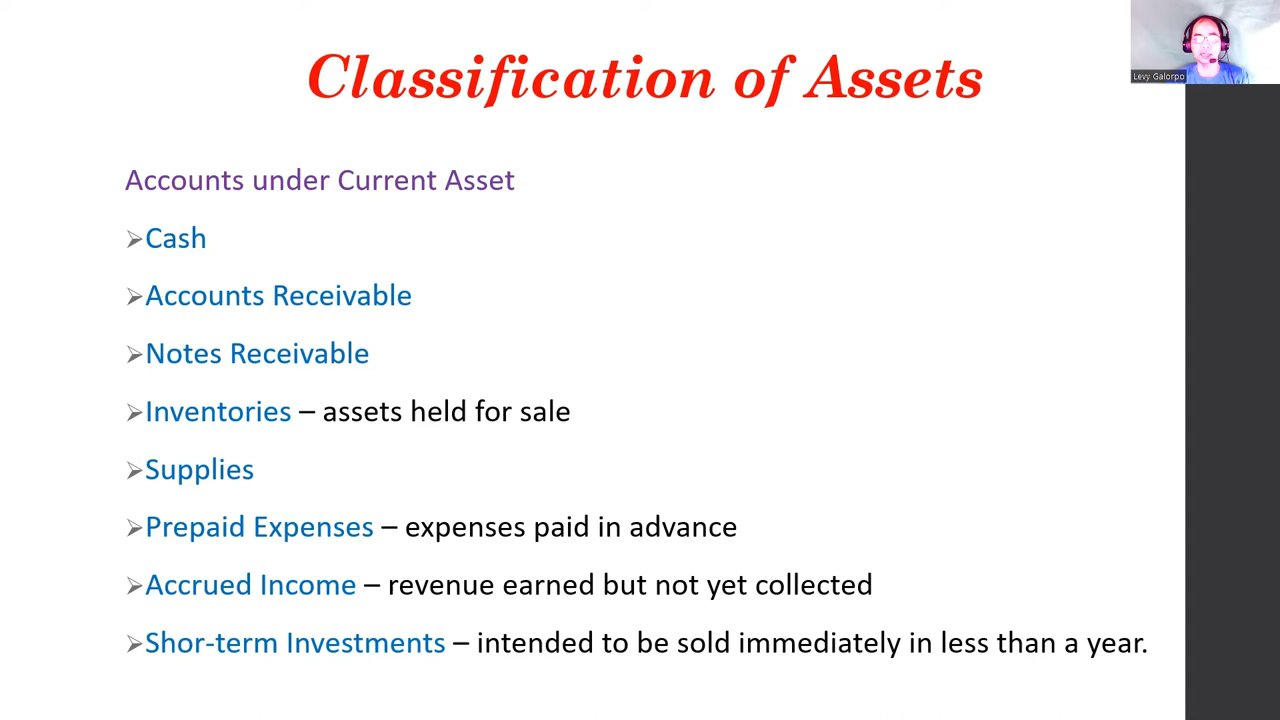 Classification of Assets
Levy Galorpo
Accounts under Current Asset
➢Cash
➢Accounts Receivable
➢Notes Receivable
➢Inventories – assets held for sale
➢Supplies
➢Prepaid Expenses – expenses paid in advance
➢Accrued Income – revenue earned but not yet collected
➢Shor-term Investments – intended to be sold immediately in less than a year.